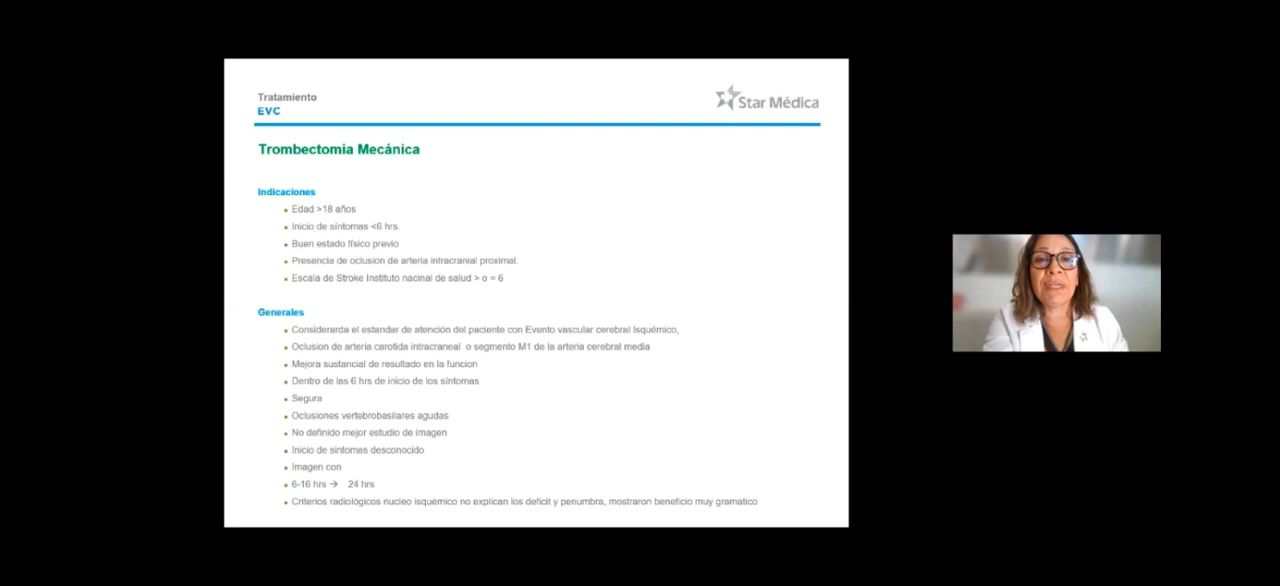 Tratamiento
EVC
Star Médica
Trombectomia Mecánica
Indicaciones
Edad >18 años
Inicio de síntomas <6 hrs.
Buen estado físico previo
Presencia de oclusion de arteria intracranial proximal.
Escala de Stroke Instituto nacinal de salud > o = 6
Generales
Considerarda el estandar de atención del paciente con Evento vascular cerebral Isquémico,
Oclusion de arteria carotida intracraneal o segmento M1 de la arteria cerebral media
Mejora sustancial de resultado en la funcion
Dentro de las 6 hrs de inicio de los síntomas
Segura
Oclusiones vertebrobasilares agudas
No definido mejor estudio de imagen
Inicio de sintomas desconocido
Imagen con
6-16 hrs → 24 hrs
Criterios radiológicos nucleo isquémico no explican los deficit y penumbra, mostraron beneficio muy gramatico